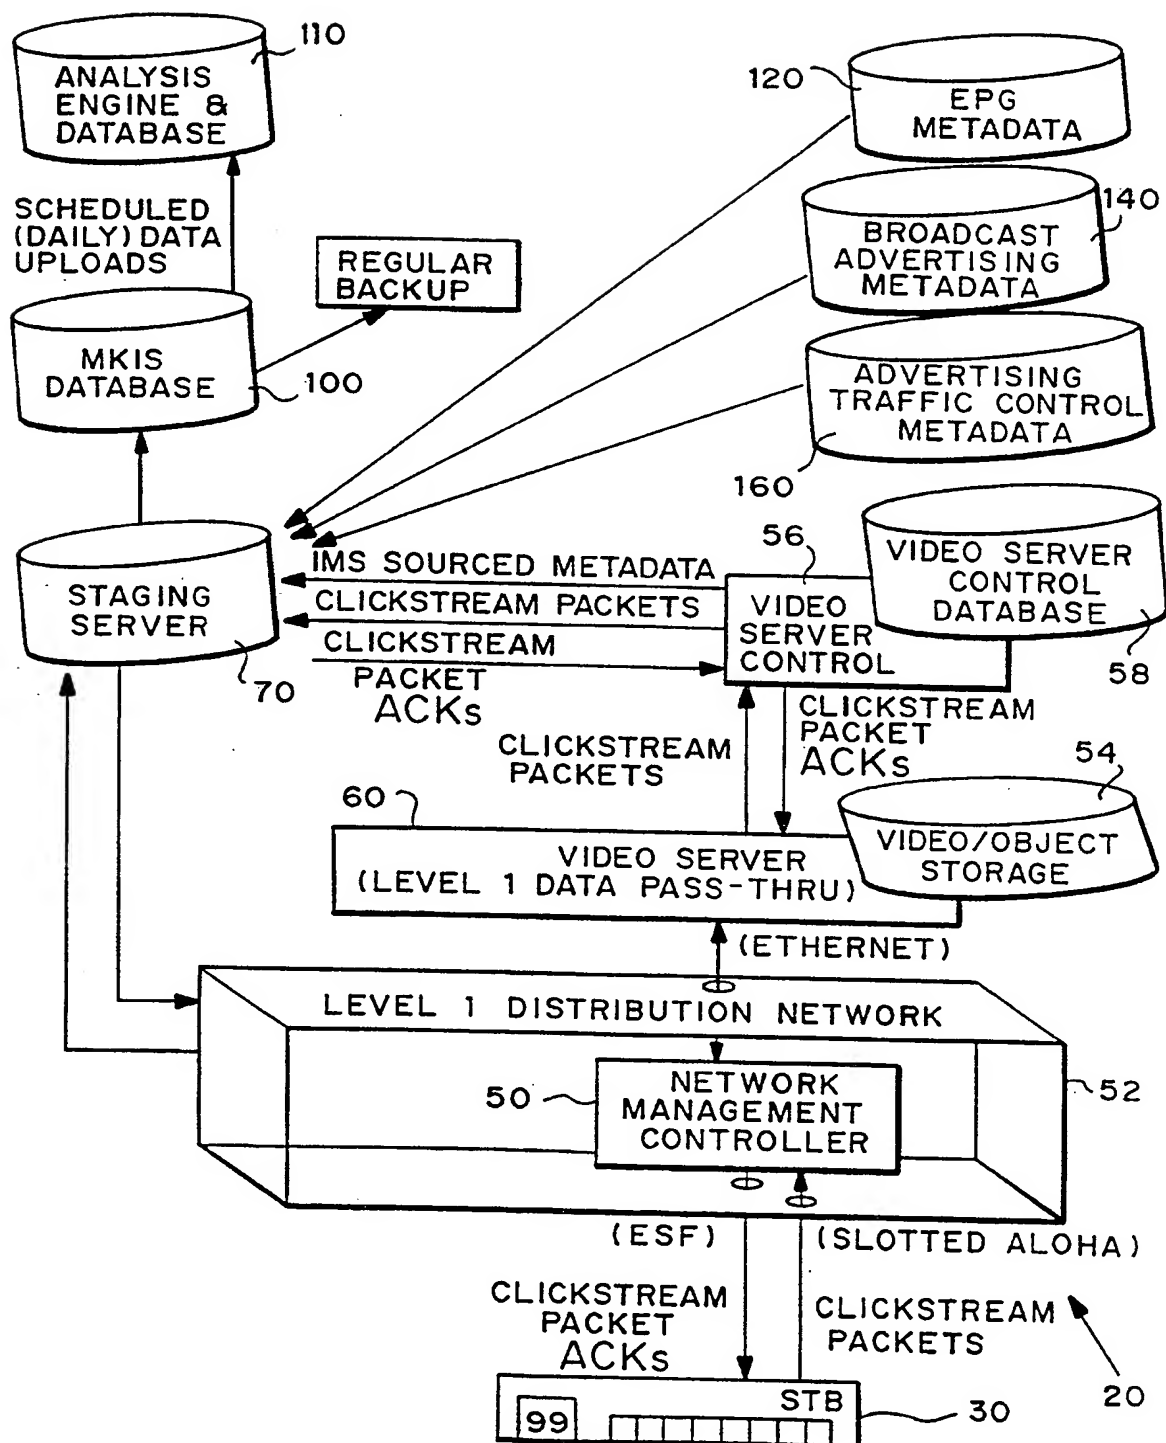 110
ANALYSIS
ENGINE &
DATABASE
120
EPG
METADATA
140
BROADCAST
ADVERTISING
METADATA
SCHEDULED
(DAILY) DATA
UPLOADS
REGULAR
BACKUP
MKIS
DATABASE
100
ADVERTISING
TRAFFIC CONTROL
METADATA
160
56
VIDEO SERVER
CONTROL
DATABASE
58
STAGING
SERVER
70
IMS SOURCED METADATA
CLICKSTREAM PACKETS
CLICKSTREAM
PACKET
ACKs
VIDEO
SERVER
CONTROL
CLICKSTREAM
PACKETS
CLICKSTREAM
PACKET
ACKs
54
60
VIDEO SERVER
(LEVEL 1 DATA PASS-THRU)
VIDEO/OBJECT
STORAGE
(ETHERNET)
LEVEL 1 DISTRIBUTION NETWORK
50
NETWORK
MANAGEMENT
CONTROLLER
52
(ESF)
(SLOTTED ALOHA)
CLICKSTREAM
PACKET
ACKs
CLICKSTREAM
PACKETS
20
STB
99
30